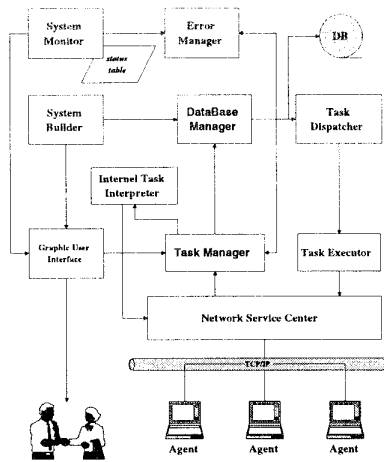 System
Monitor
Error
Manager
status
table
DB
System
Builder
DataBase
Manager
Task
Dispatcher
Internel Task
Interpreter
Graphic User
Interface
Task Manager
Task Executor
Network Service Center
TCP/IP
Agent
Agent
Agent